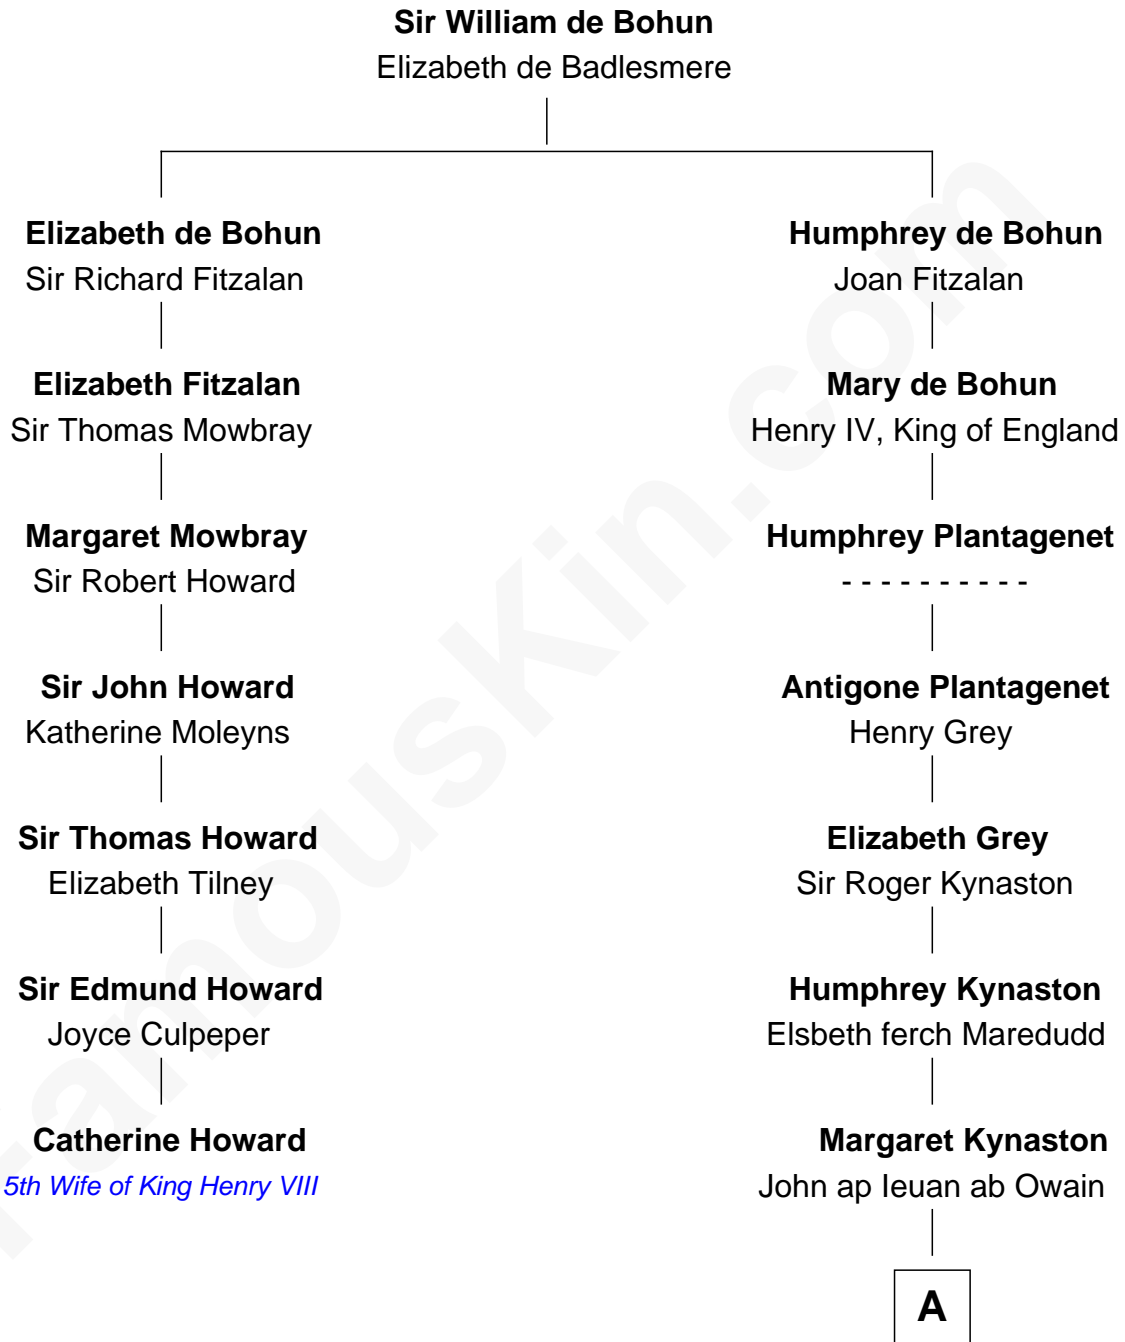 Sir William de Bohun
Elizabeth de Badlesmere
Elizabeth de Bohun
Sir Richard Fitzalan
Elizabeth Fitzalan
Sir Thomas Mowbray
Margaret Mowbray
Sir Robert Howard
Sir John Howard
Katherine Moleyns
Sir Thomas Howard
Elizabeth Tilney
Sir Edmund Howard
Joyce Culpeper
Catherine Howard
5th Wife of King Henry VIII
Humphrey de Bohun
Joan Fitzalan
Mary de Bohun
Henry IV, King of England
Humphrey Plantagenet
- - - - - - - - - -
Antigone Plantagenet
Henry Grey
Elizabeth Grey
Sir Roger Kynaston
Humphrey Kynaston
Elsbeth ferch Maredudd
Margaret Kynaston
John ap Ieuan ab Owain
A
FamousKin.com